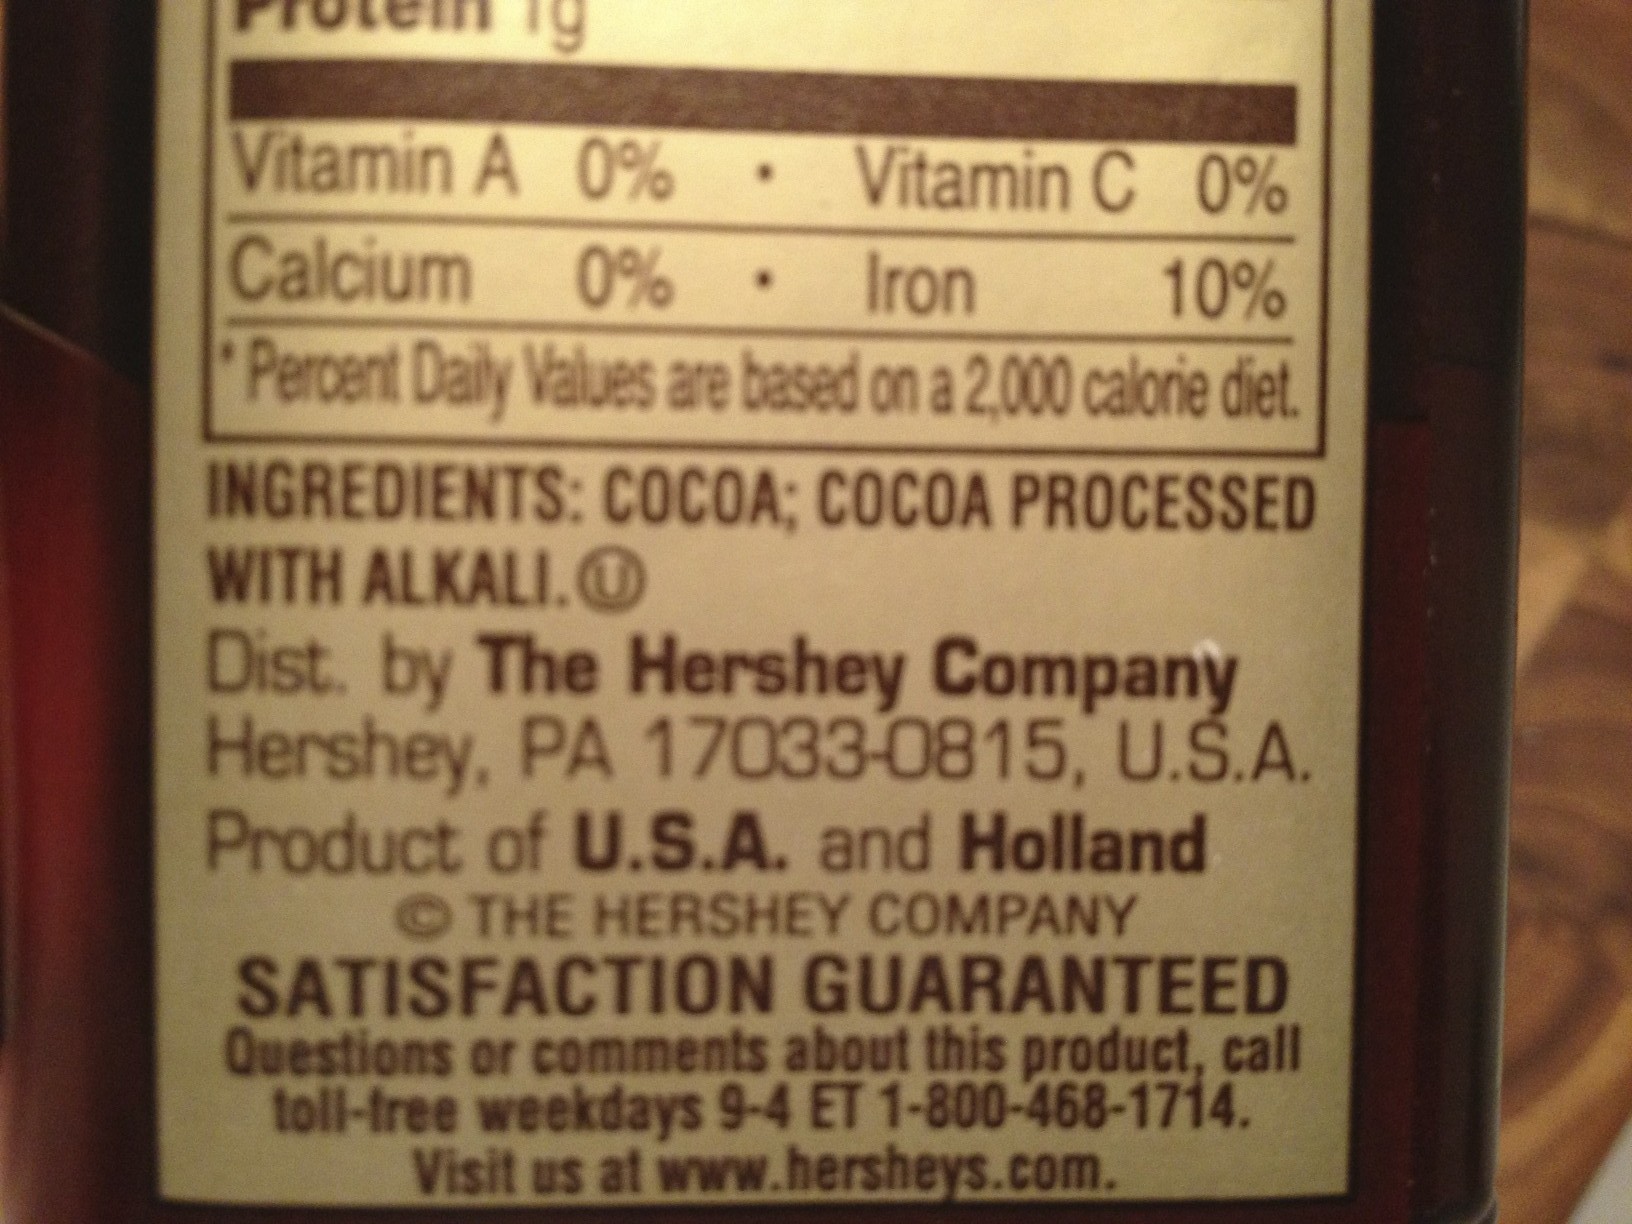 Protein 1g
Vitamin A 0% • Vitamin C 0%
Calcium 0% • Iron 10%
* Percent Daily Values are based on a 2,000 calorie diet.
INGREDIENTS: COCOA; COCOA PROCESSED
WITH ALKALI. Ⓤ
Dist. by The Hershey Company
Hershey, PA 17033-0815, U.S.A.
Product of U.S.A. and Holland
© THE HERSHEY COMPANY
SATISFACTION GUARANTEED
Questions or comments about this product, call
toll-free weekdays 9-4 ET 1-800-468-1714.
Visit us at www.hersheys.com.